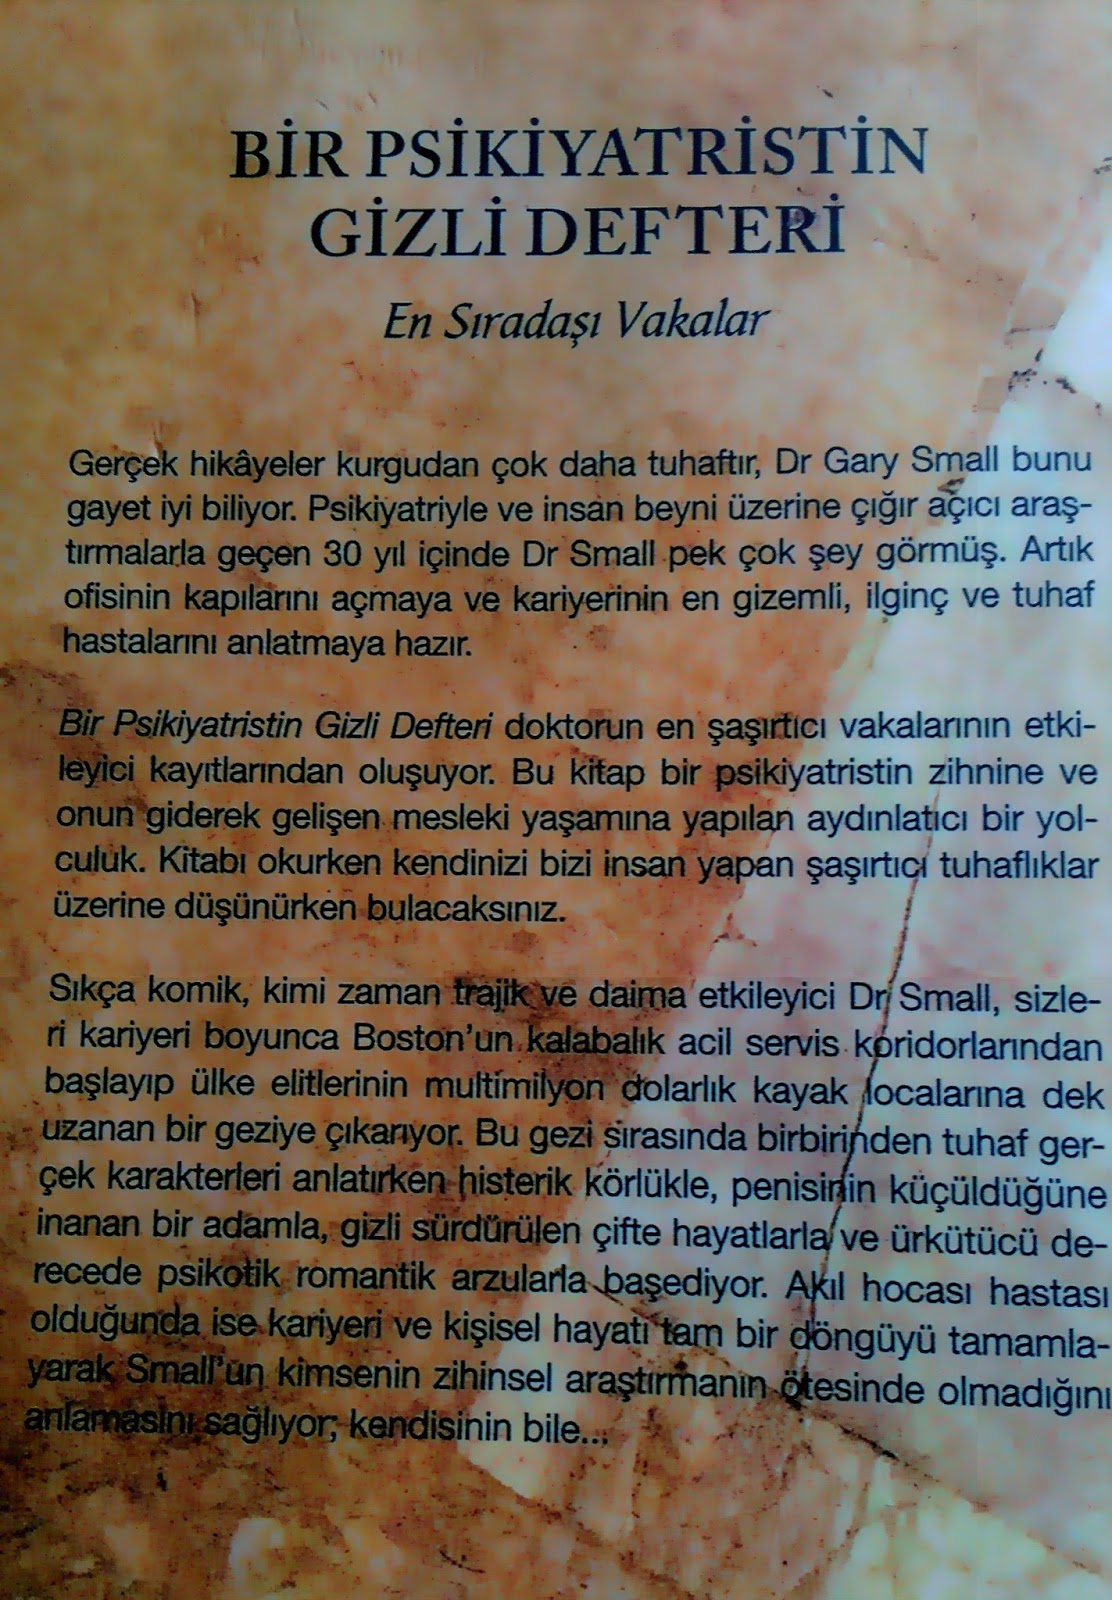 BİR PSİKİYATRİSTİN
GİZLİ DEFTERİ
En Sıradaşı Vakalar
Gerçek hikâyeler kurgudan çok daha tuhaftır, Dr Gary Small bunu
gayet iyi biliyor. Psikiyatriyle ve insan beyni üzerine çığır açıcı araş-
tırmalarla geçen 30 yıl içinde Dr Small pek çok şey görmüş. Artık
ofisinin kapılarını açmaya ve kariyerinin en gizemli, ilginç ve tuhaf
hastalarını anlatmaya hazır.
Bir Psikiyatristin Gizli Defteri doktorun en şaşırtıcı vakalarının etki-
leyici kayıtlarından oluşuyor. Bu kitap bir psikiyatristin zihnine ve
onun giderek gelişen mesleki yaşamına yapılan aydınlatıcı bir yol-
culuk. Kitabı okurken kendinizi bizi insan yapan şaşırtıcı tuhaflıklar
üzerine düşünürken bulacaksınız.
Sıkça komik, kimi zaman trajik ve daima etkileyici Dr Small, sizle-
ri kariyeri boyunca Boston'un kalabalık acil servis koridorlarından
başlayıp ülke elitlerinin multimilyon dolarlık kayak localarına dek
uzanan bir geziye çıkarıyor. Bu gezi sırasında birbirinden tuhaf ger-
çek karakterleri anlatırken histerik körlükle, penisinin küçüldüğüne
inanan bir adamla, gizli sürdürülen çifte hayatlarla ve ürkütücü de-
recede psikotik romantik arzularla başediyor. Akıl hocası hastası
olduğunda ise kariyeri ve kişisel hayatı tam bir döngüyü tamamla-
yarak Small'un kimsenin zihinsel araştırmanın ötesinde olmadığını
anlamasını sağlıyor; kendisinin bile...